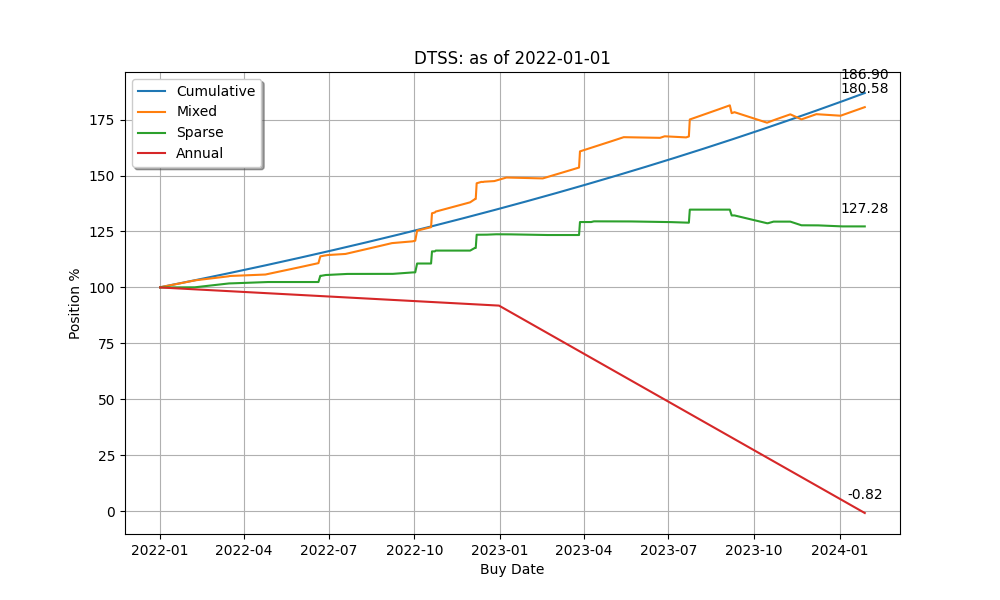 DTSS: as of 2022-01-01
186.90
180.58
127.28
-0.82
Cumulative
Mixed
Sparse
Annual
Position %
175
150
125
100
75
50
25
0
2022-01 2022-04 2022-07 2022-10 2023-01 2023-04 2023-07 2023-10 2024-01
Buy Date